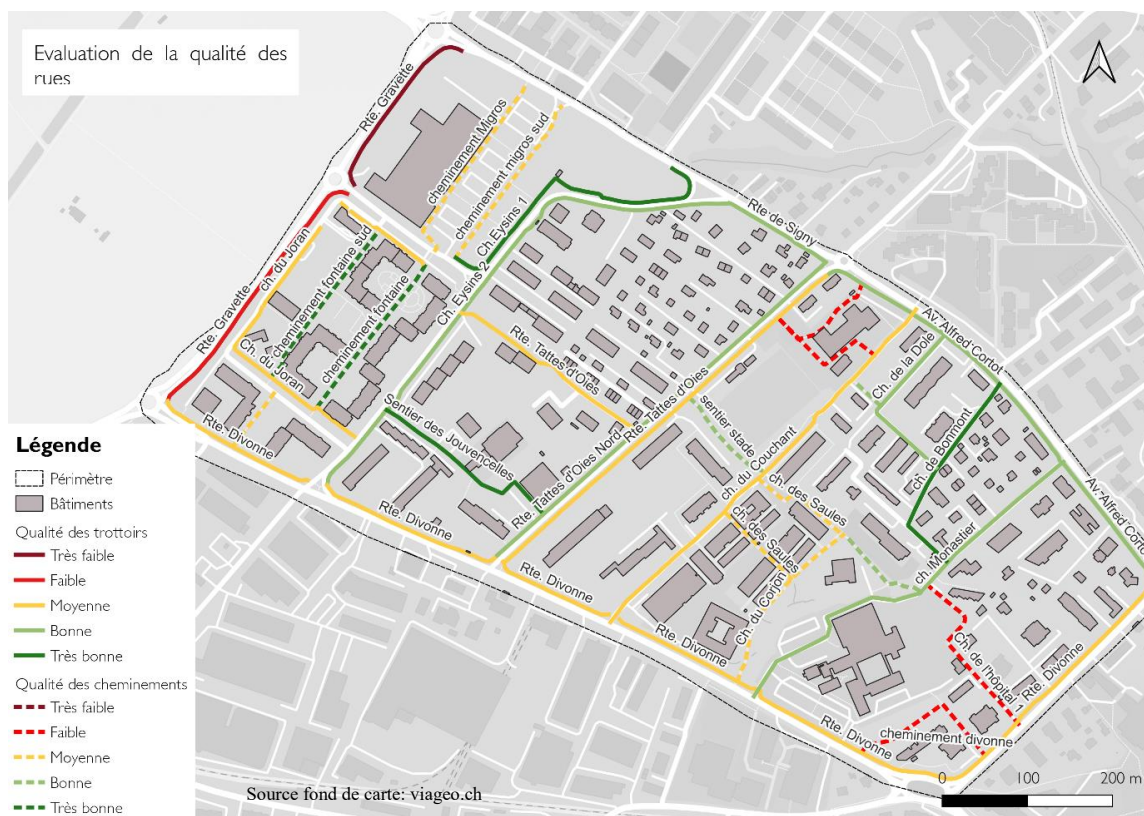 Evaluation de la qualité des
rues
Rte. Gravette
cheminement Migros
cheminement migros sud
Ch.Eysins 1
Rte de Signy
Rte. Gravette
ch. du Joran
cheminement fontaine sud
cheminement fontaine
Ch. Eysins 2
Ch. du Joran
Rte. Tattes d'Oies
Rte. Tattes d'Oies
Av. Alfred Cortot
Ch. de la Dole
sentier stade
Sentier des Jouvencelles
Rte. Divonne
Rte. Tattes d'Oies Nord
ch. du Couchant
ch. de Bonmont
ch. des Saules
Av. Alfred Corto
Rte. Divonne
ch. des Saules
ch. Monastier
Rte. Divonne
Ch. du Corjon
Rte. Divonne
Ch. de l'hôpital 1
Rte. Divonne
Rte. Divonne
cheminement divonne
Légende
Périmètre
Bâtiments
Qualité des trottoirs
Très faible
Faible
Moyenne
Bonne
Très bonne
Qualité des cheminements
Très faible
Faible
Moyenne
Bonne
Très bonne
Source fond de carte: viageo.ch
0 100 200 m